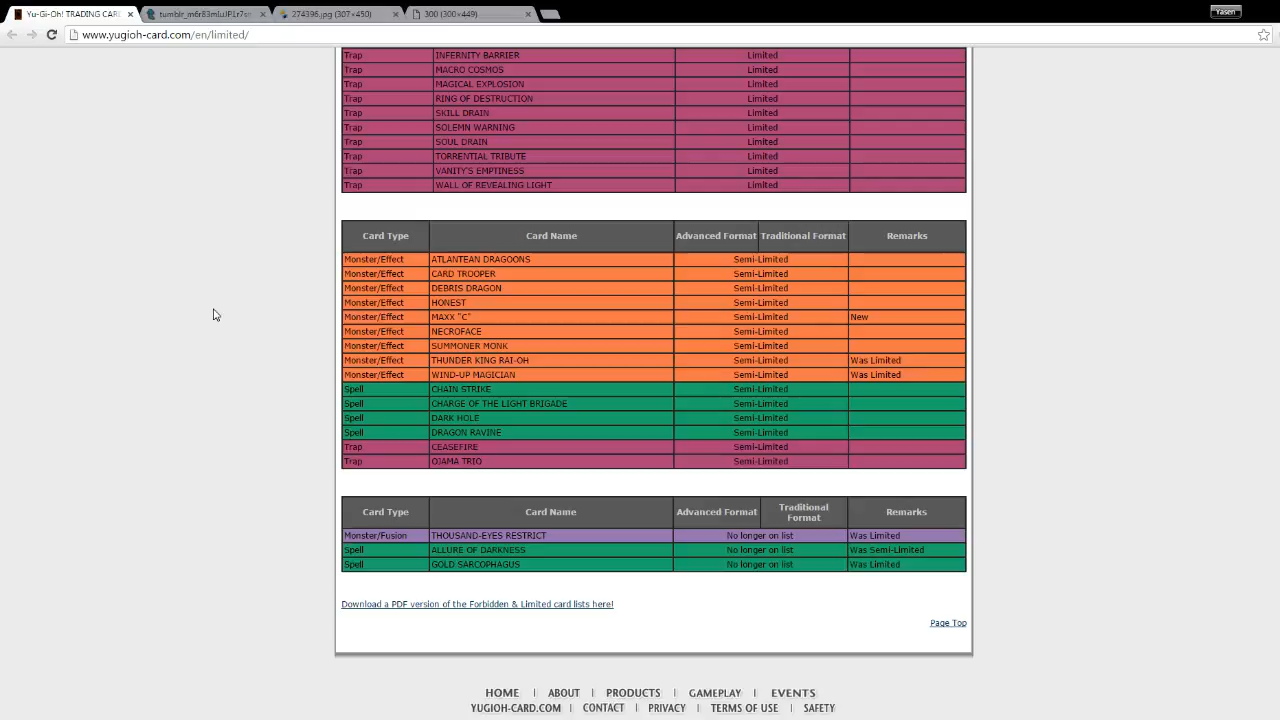 Yu-Gi-Oh! TRADING CAR
274396.jpg (307×450)
300 (300×449)
Yasen
www.yugioh-card.com/en/limited/
Trap INFERNITY BARRIER Limited
Trap MACRO COSMOS Limited
Trap MAGICAL EXPLOSION Limited
Trap RING OF DESTRUCTION Limited
Trap SKILL DRAIN Limited
Trap SOLEMN WARNING Limited
Trap SOUL DRAIN Limited
Trap TORRENTIAL TRIBUTE Limited
Trap VANITY'S EMPTINESS Limited
Trap WALL OF REVEALING LIGHT Limited
Card Type Card Name Advanced Format Traditional Format Remarks
Monster/Effect ATLANTEAN DRAGOONS Semi-Limited
Monster/Effect CARD TROOPER Semi-Limited
Monster/Effect DEBRIS DRAGON Semi-Limited
Monster/Effect HONEST Semi-Limited
Monster/Effect MAXX "C" Semi-Limited New
Monster/Effect NECROFACE Semi-Limited
Monster/Effect SUMMONER MONK Semi-Limited
Monster/Effect THUNDER KING RAI-OH Semi-Limited Was Limited
Monster/Effect WIND-UP MAGICIAN Semi-Limited Was Limited
Spell CHAIN STRIKE Semi-Limited
Spell CHARGE OF THE LIGHT BRIGADE Semi-Limited
Spell DARK HOLE Semi-Limited
Spell DRAGON RAVINE Semi-Limited
Trap CEASEFIRE Semi-Limited
Trap OJAMA TRIO Semi-Limited
Card Type Card Name Advanced Format Traditional Format Remarks
Monster/Fusion THOUSAND-EYES RESTRICT No longer on list Was Limited
Spell ALLURE OF DARKNESS No longer on list Was Semi-Limited
Spell GOLD SARCOPHAGUS No longer on list Was Limited
Download a PDF version of the Forbidden & Limited card lists here!
Page Top
HOME | ABOUT | PRODUCTS | GAMEPLAY | EVENTS
YUGIOH-CARD.COM | CONTACT | PRIVACY | TERMS OF USE | SAFETY